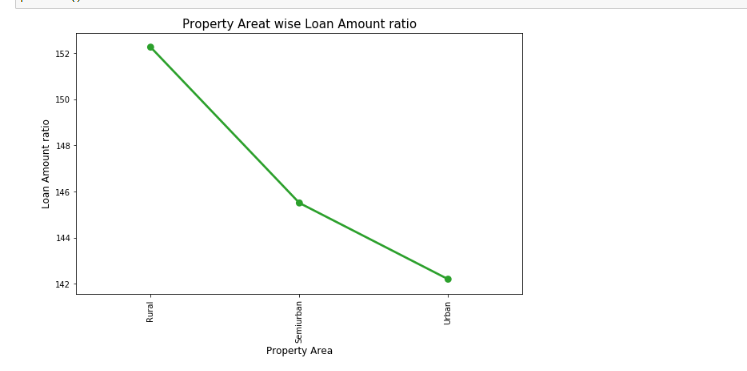 Property Areat wise Loan Amount ratio
152
150
148
146
144
142
Loan Amount ratio
Rural
Semiurban
Urban
Property Area